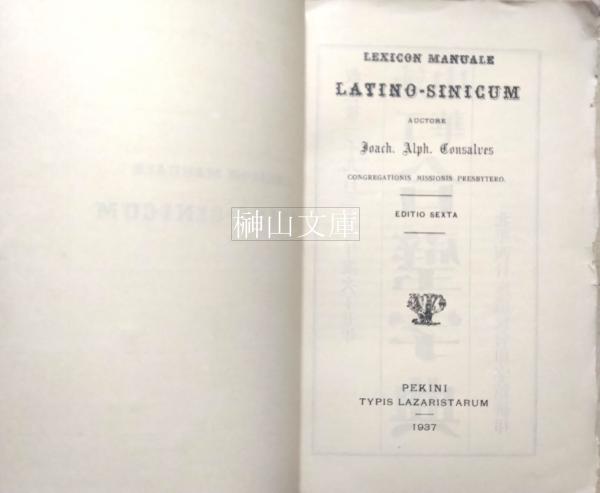 LEXICON MANUALE
LATINO-SINICUM
AUCTORE
Joach. Alph. Consalves
CONGREGATIONIS MISSIONIS PRESBYTERO.
EDITIO SEXTA
榊山文庫
PEKINI
TYPIS LAZARISTARUM
1937